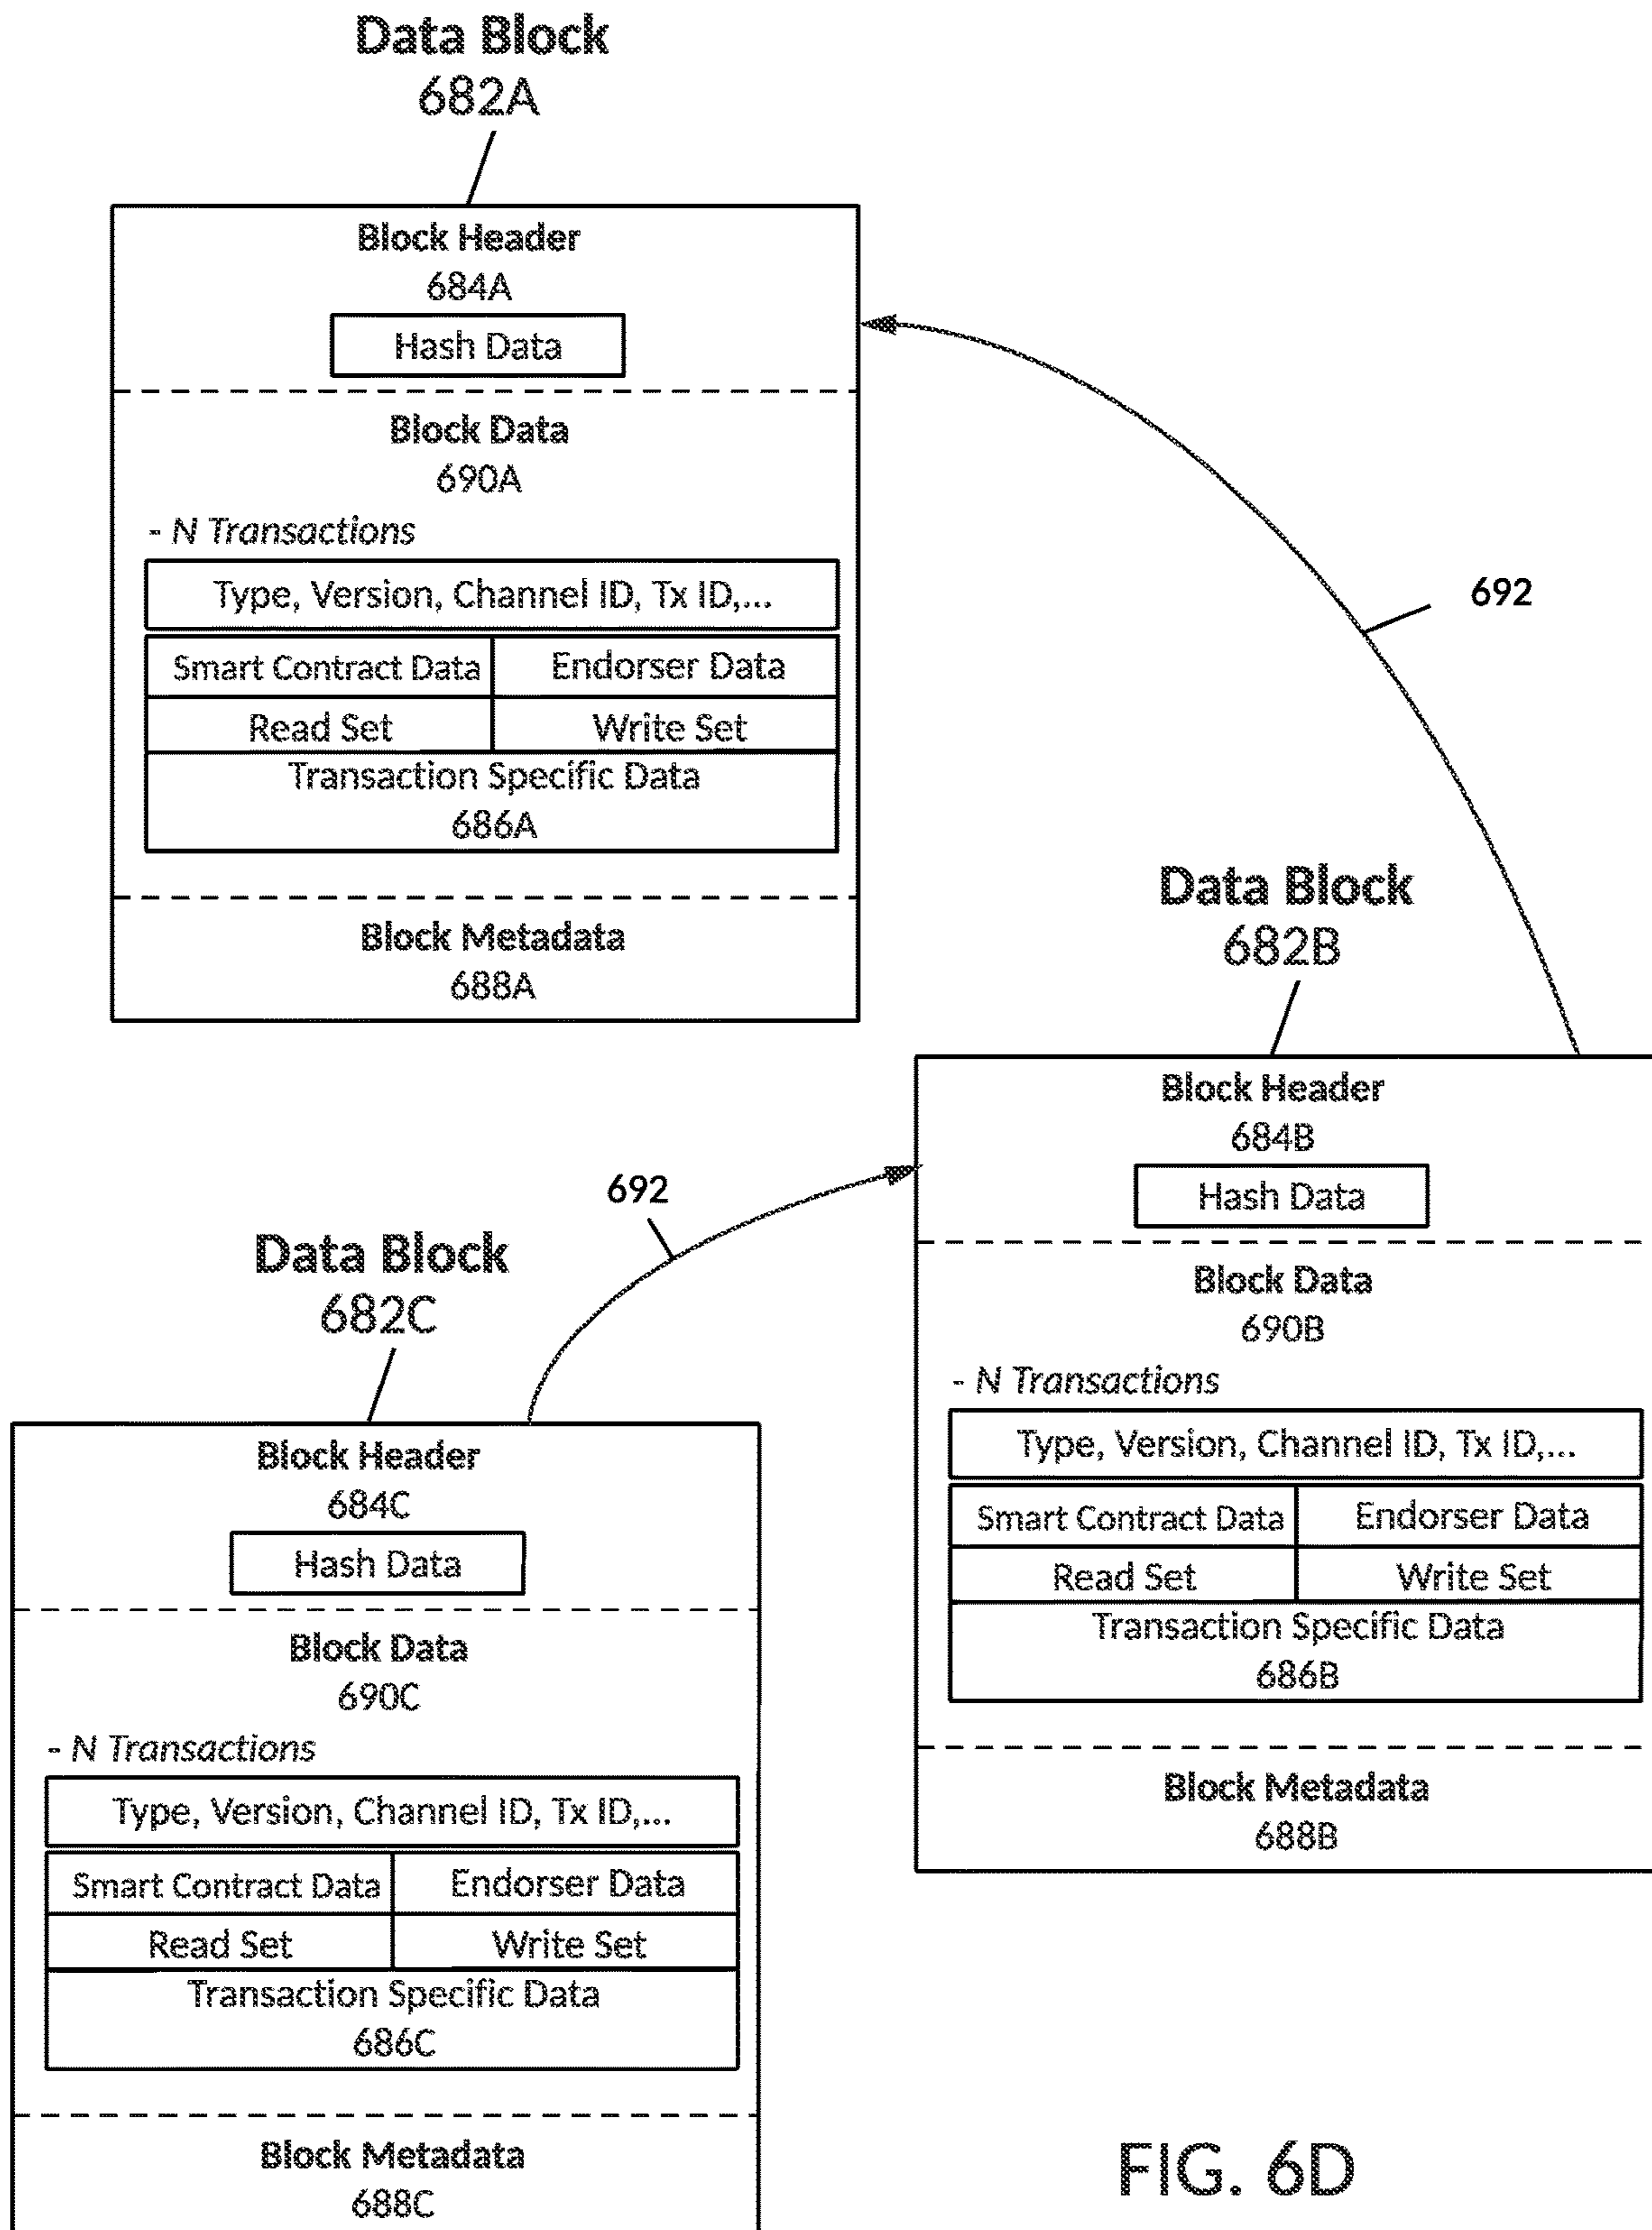 Data Block
682A
Block Header
684A
Hash Data
Block Data
690A
- N Transactions
Type, Version, Channel ID, Tx ID,...
Smart Contract Data
Endorser Data
Read Set
Write Set
Transaction Specific Data
686A
Block Metadata
688A
692
Data Block
682B
Block Header
684B
Hash Data
Block Data
690B
- N Transactions
Type, Version, Channel ID, Tx ID,...
Smart Contract Data
Endorser Data
Read Set
Write Set
Transaction Specific Data
686B
Block Metadata
688B
692
Data Block
682C
Block Header
684C
Hash Data
Block Data
690C
- N Transactions
Type, Version, Channel ID, Tx ID,...
Smart Contract Data
Endorser Data
Read Set
Write Set
Transaction Specific Data
686C
Block Metadata
688C
FIG. 6D